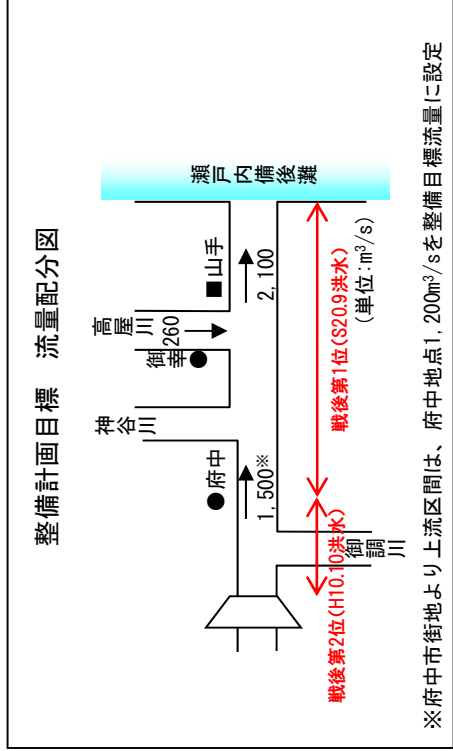 整備計画目標 流量配分図
神谷川
高屋川
御幸
260
府中
1,500※
山手
2,100
瀬戸内備後灘
戦後第2位(H10.10洪水)
戦後第1位(S20.9洪水)
御調川
(単位:m³/s)
※府中市街地より上流区間は、府中地点1,200m³/sを整備目標流量に設定